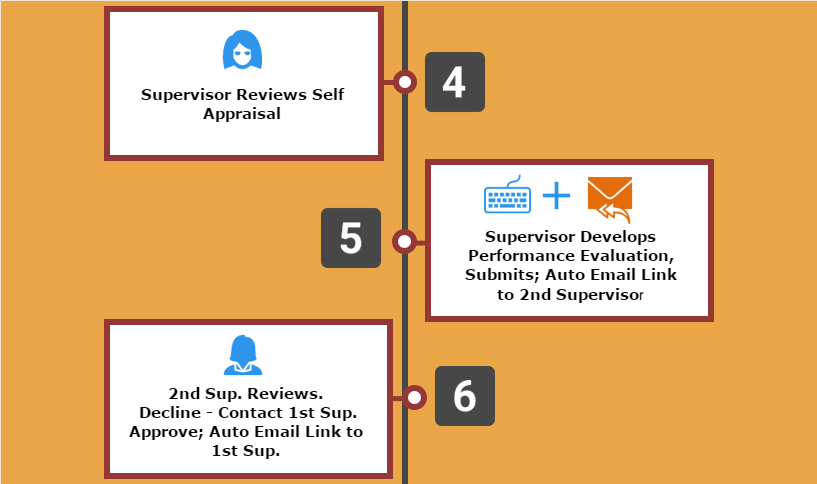 4
Supervisor Reviews Self
Appraisal
5
Supervisor Develops
Performance Evaluation,
Submits; Auto Email Link
to 2nd Supervisor
6
2nd Sup. Reviews.
Decline - Contact 1st Sup.
Approve; Auto Email Link to
1st Sup.